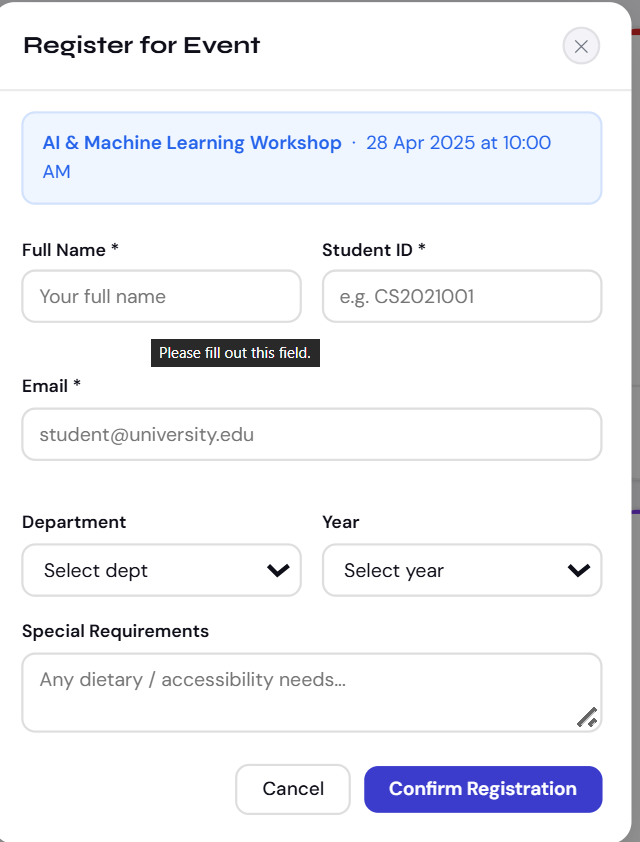 Register for Event
AI & Machine Learning Workshop · 28 Apr 2025 at 10:00
AM
Full Name * Student ID *
Your full name e.g. CS2021001
Please fill out this field.
Email *
student@university.edu
Department Year
Select dept Select year
Special Requirements
Any dietary / accessibility needs...
Cancel Confirm Registration